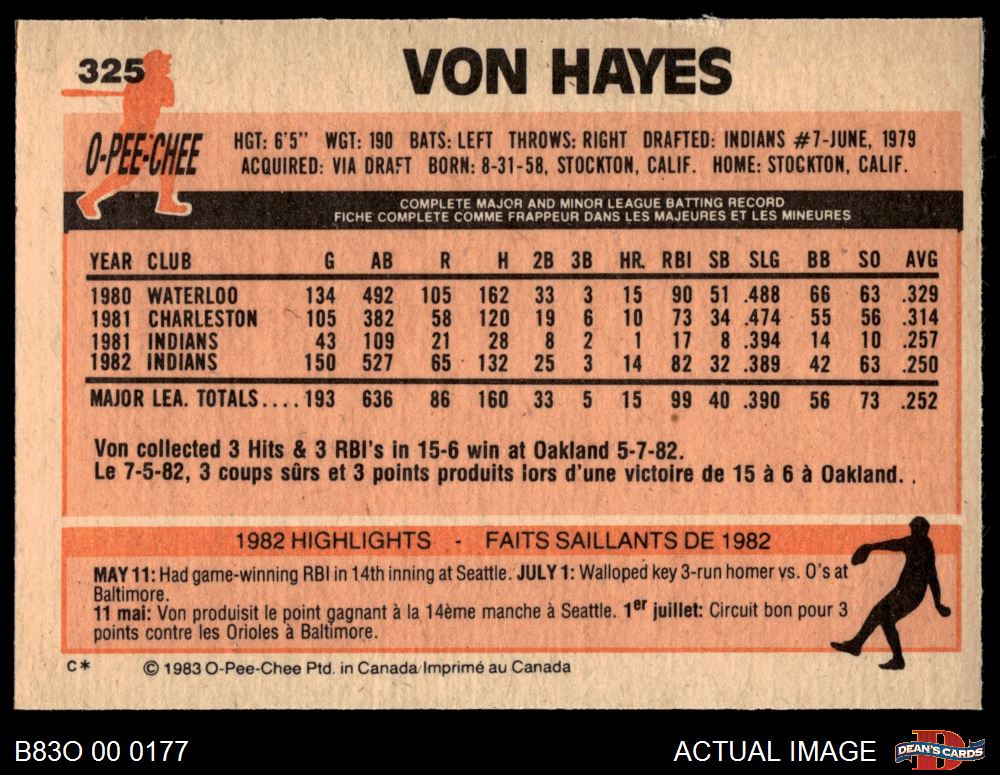 325
VON HAYES
O-PEE-CHEE
HGT: 6'5" WGT: 190 BATS: LEFT THROWS: RIGHT DRAFTED: INDIANS #7-JUNE, 1979
ACQUIRED: VIA DRAFT BORN: 8-31-58, STOCKTON, CALIF. HOME: STOCKTON, CALIF.
COMPLETE MAJOR AND MINOR LEAGUE BATTING RECORD
FICHE COMPLETE COMME FRAPPEUR DANS LES MAJEURES ET LES MINEURES
YEAR CLUB G AB R H 2B 3B HR. RBI SB SLG BB SO AVG
1980 WATERLOO 134 492 105 162 33 3 15 90 51 .488 66 63 .329
1981 CHARLESTON 105 382 58 120 19 6 10 73 34 .474 55 56 .314
1981 INDIANS 43 109 21 28 8 2 1 17 8 .394 14 10 .257
1982 INDIANS 150 527 65 132 25 3 14 82 32 .389 42 63 .250
MAJOR LEA. TOTALS.... 193 636 86 160 33 5 15 99 40 .390 56 73 .252
Von collected 3 Hits & 3 RBI's in 15-6 win at Oakland 5-7-82.
Le 7-5-82, 3 coups sûrs et 3 points produits lors d'une victoire de 15 à 6 à Oakland. .
1982 HIGHLIGHTS - FAITS SAILLANTS DE 1982
MAY 11: Had game-winning RBI in 14th inning at Seattle. JULY 1: Walloped key 3-run homer vs. O's at
Baltimore.
11 mai: Von produisit le point gagnant à la 14ème manche à Seattle. 1er juillet: Circuit bon pour 3
points contre les Orioles à Baltimore.
C* © 1983 O-Pee-Chee Ptd. in Canada/Imprimé au Canada
B83O 00 0177
ACTUAL IMAGE
D
DEAN'S CARDS